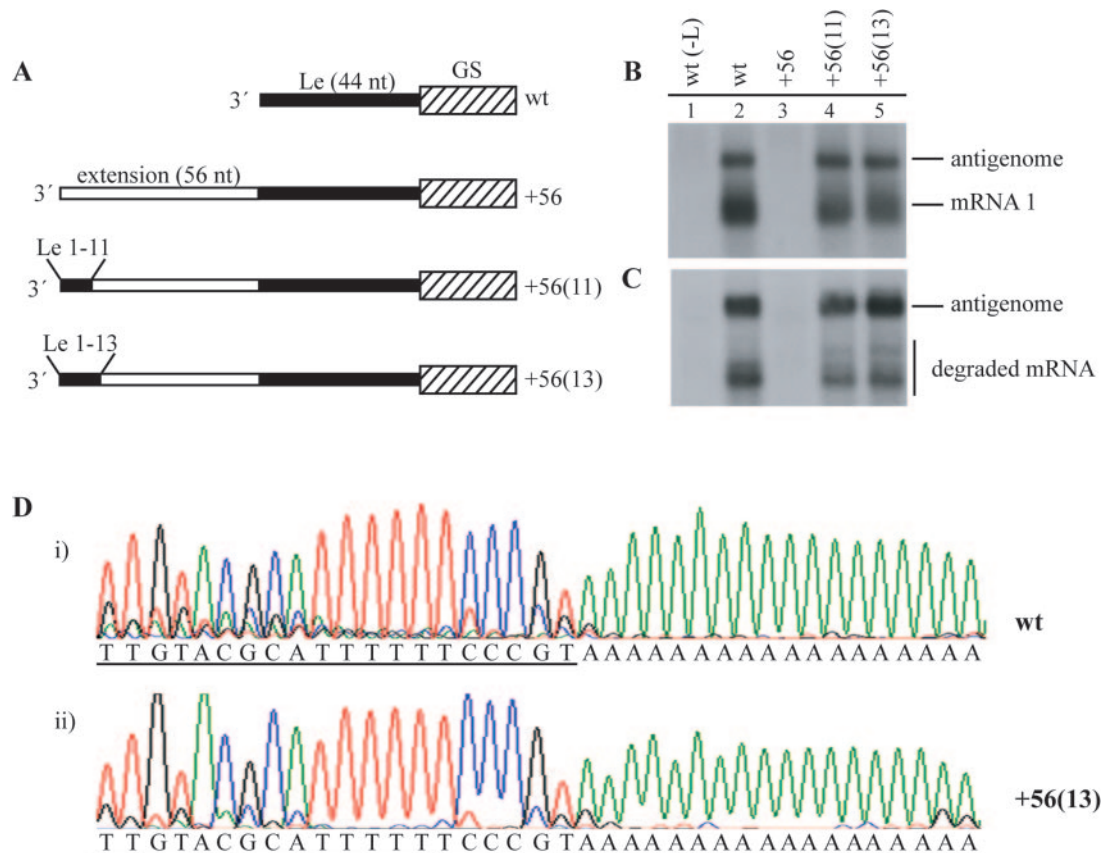 A
Le (44 nt)
GS
3´
wt
extension (56 nt)
3´
+56
Le 1-11
3´
+56(11)
Le 1-13
3´
+56(13)
B
wt (-L)
wt
+56
+56(11)
+56(13)
1 2 3 4 5
antigenome
mRNA 1
C
antigenome
degraded mRNA
D
i)
wt
T T G T A C G C A T T T T T T C C C G T A A A A A A A A A A A A A A A A A A
ii)
+56(13)
T T G T A C G C A T T T T T T C C C G T A A A A A A A A A A A A A A A A A A